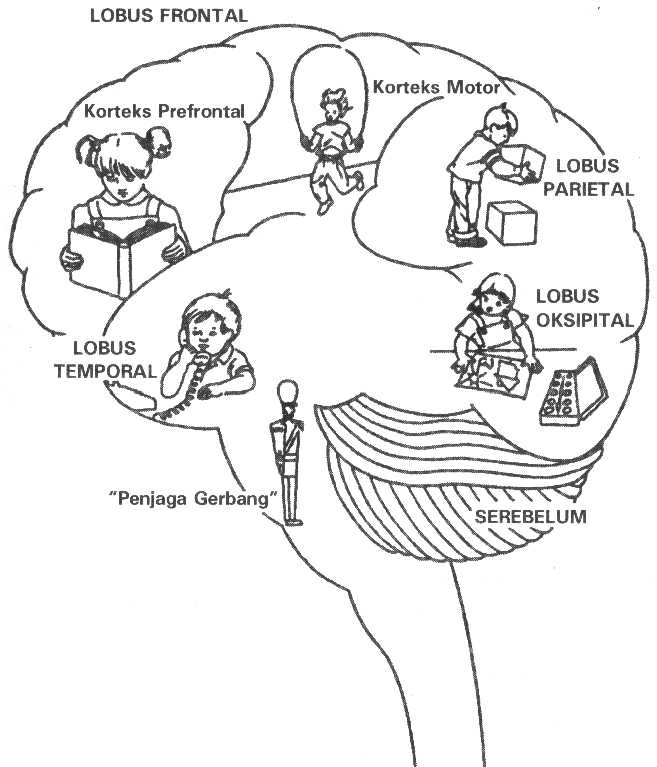 LOBUS FRONTAL
Korteks Prefrontal
Korteks Motor
LOBUS
PARIETAL
LOBUS
OKSIPITAL
LOBUS
TEMPORAL
“Penjaga Gerbang”
SEREBELUM